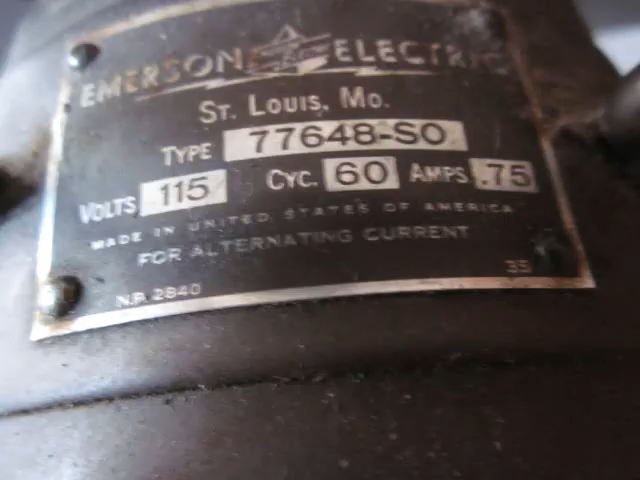 EMERSON ELECTRIC
ST. LOUIS, MO.
TYPE 77648-SO
VOLTS 115 CYC. 60 AMPS .75
MADE IN UNITED STATES OF AMERICA
FOR ALTERNATING CURRENT
N.P. 2840 35